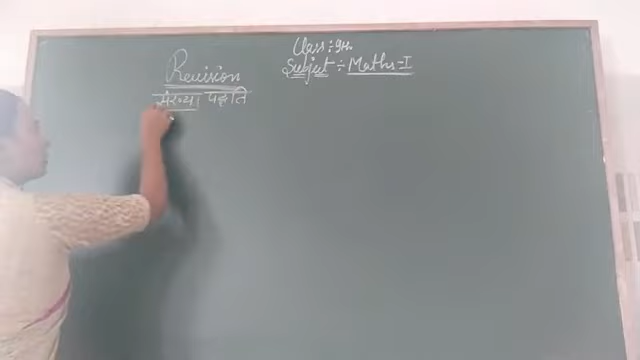 Class :- 9th
Revision
Subject :- Maths-I
संख्या पद्धति